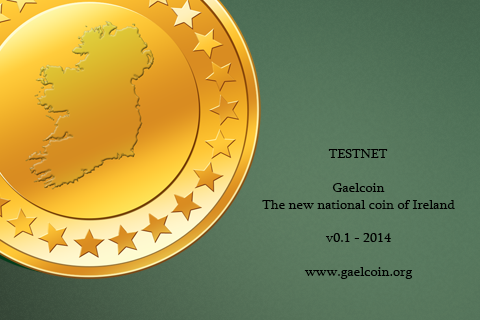 TESTNET
Gaelcoin
The new national coin of Ireland
v0.1 - 2014
www.gaelcoin.org